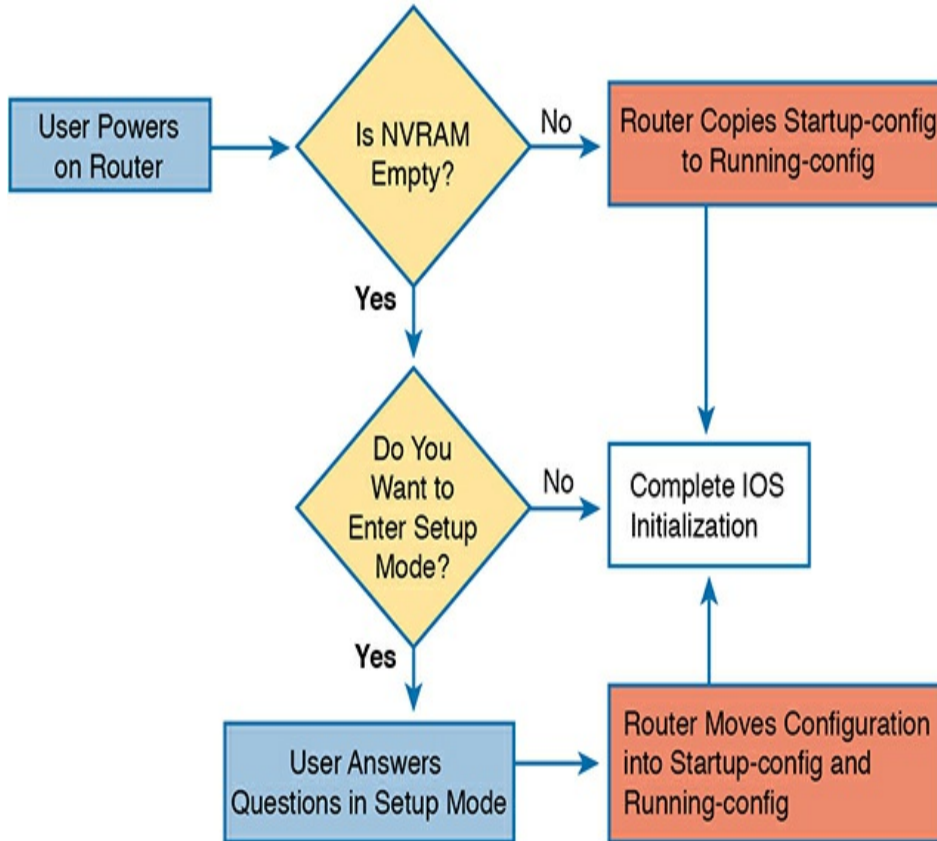 User Powers
on Router
Is NVRAM
Empty?
No
Router Copies Startup-config
to Running-config
Yes
Do You
Want to
Enter Setup
Mode?
No
Complete IOS
Initialization
Yes
User Answers
Questions in Setup Mode
Router Moves Configuration
into Startup-config and
Running-config